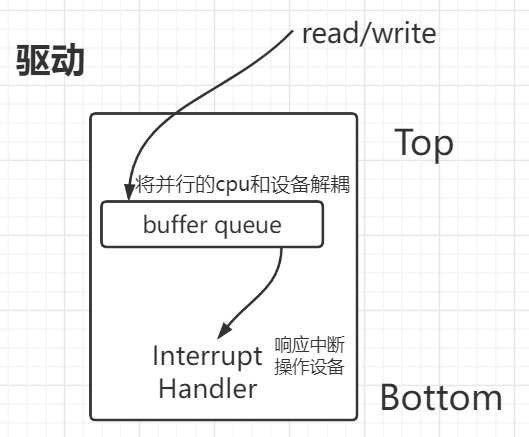 read/write
驱动
Top
将并行的cpu和设备解耦
buffer queue
Interrupt
Handler
响应中断
操作设备
Bottom